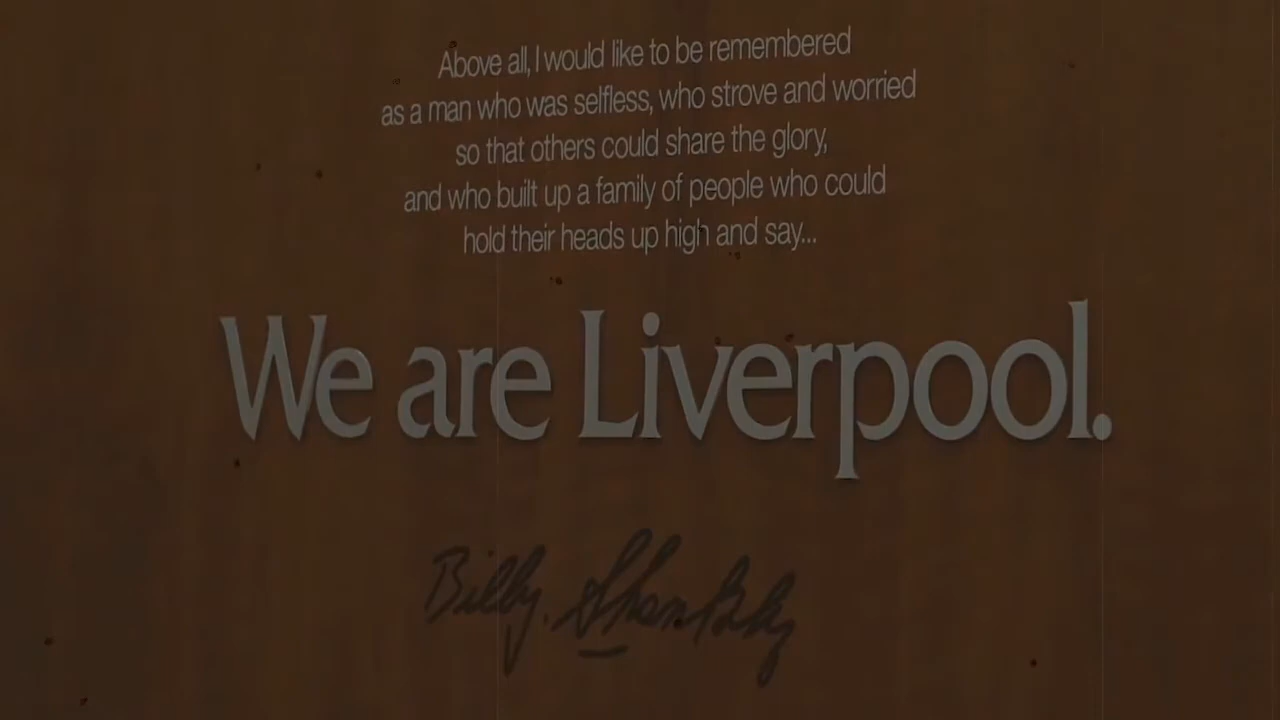 Above all, I would like to be remembered
as a man who was selfless, who strove and worried
so that others could share the glory,
and who built up a family of people who could
hold their heads up high and say...
We are Liverpool.
Billy Shankly